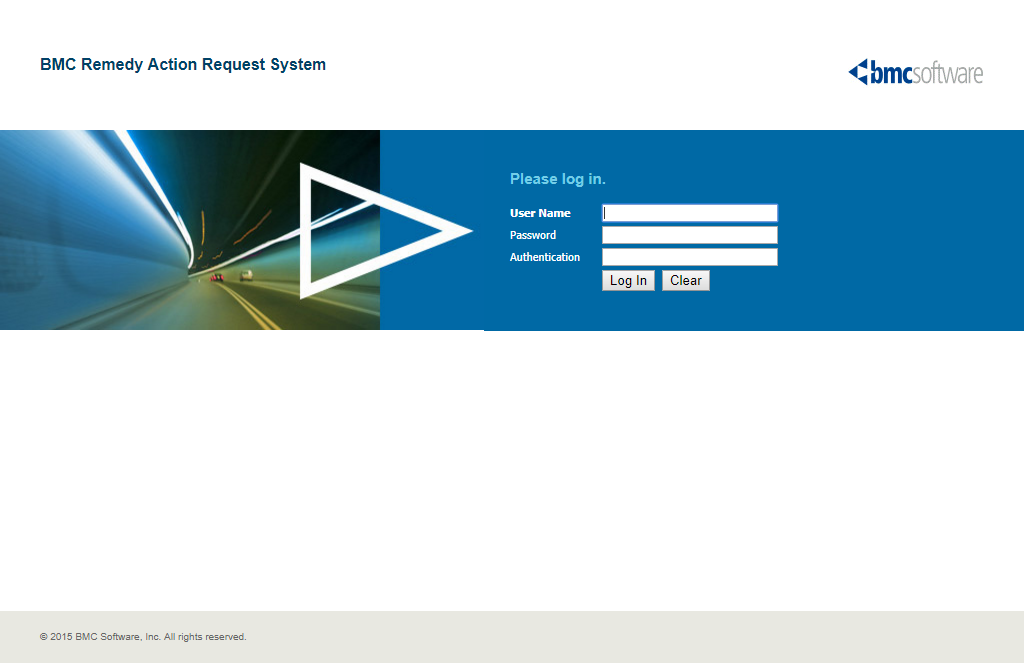 BMC Remedy Action Request System
bmcsoftware
Please log in.
User Name
Password
Authentication
Log In Clear
© 2015 BMC Software, Inc. All rights reserved.